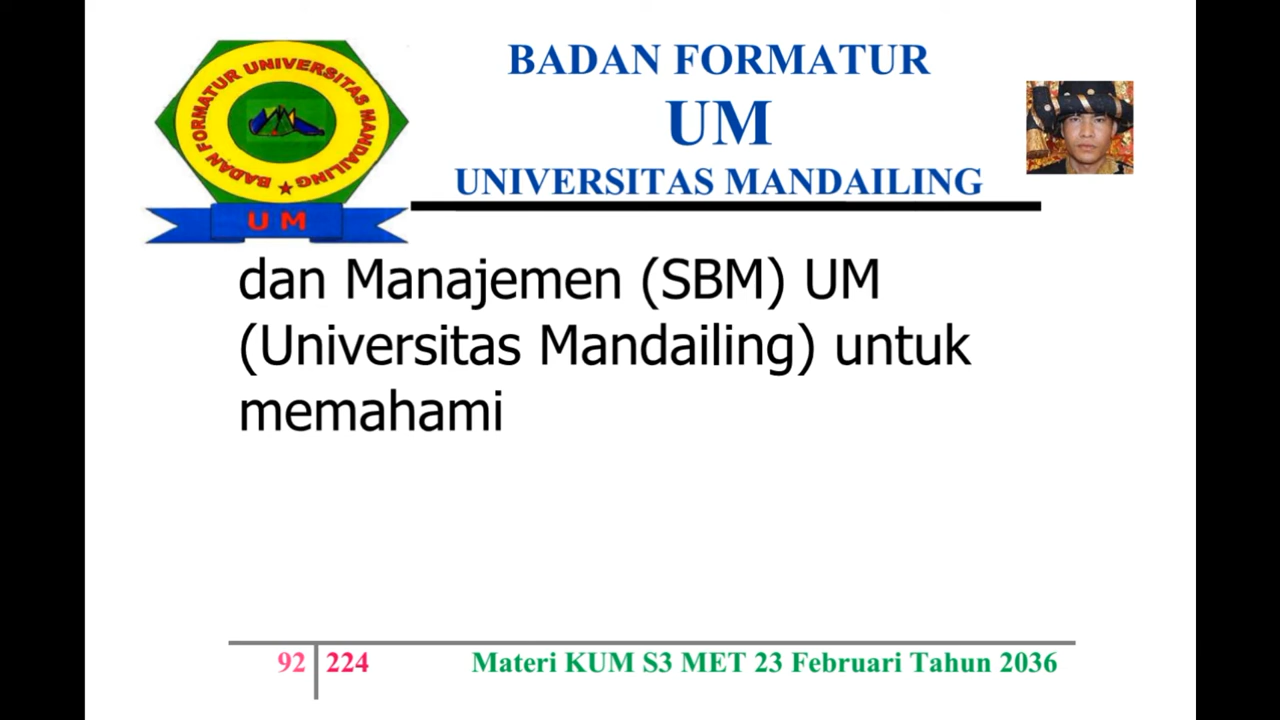 BADAN FORMATUR UNIVERSITAS MANDAILING
UM
BADAN FORMATUR
UM
UNIVERSITAS MANDAILING
dan Manajemen (SBM) UM
(Universitas Mandailing) untuk
memahami
92 224 Materi KUM S3 MET 23 Februari Tahun 2036